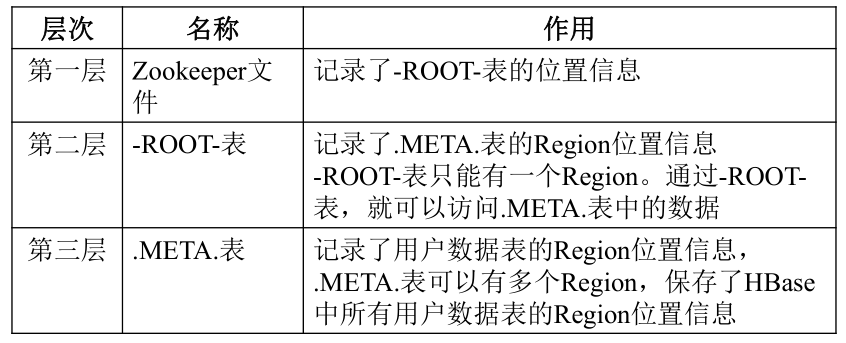 层次 名称 作用
第一层 Zookeeper文 记录了-ROOT-表的位置信息
件
第二层 -ROOT-表 记录了.META.表的Region位置信息
-ROOT-表只能有一个Region。通过-ROOT-
表，就可以访问.META.表中的数据
第三层 .META.表 记录了用户数据表的Region位置信息，
.META.表可以有多个Region，保存了HBase
中所有用户数据表的Region位置信息